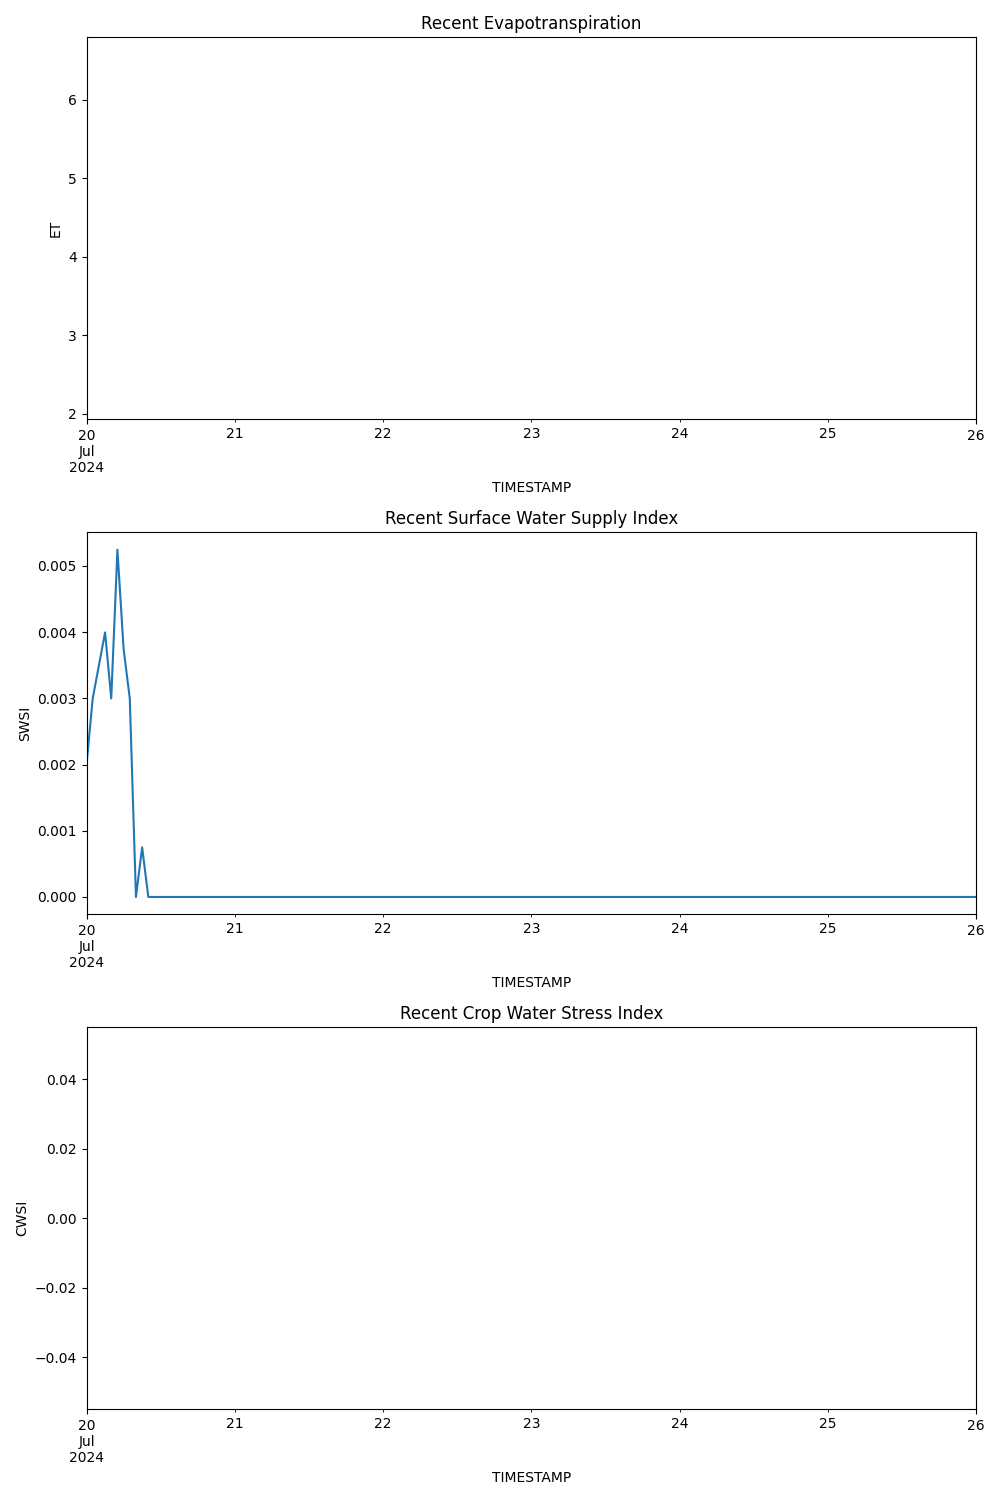 Recent Evapotranspiration
6
5
4
3
2
ET
20 21 22 23 24 25 26
Jul
2024
TIMESTAMP
Recent Surface Water Supply Index
0.005
0.004
0.003
0.002
0.001
0.000
SWSI
20 21 22 23 24 25 26
Jul
2024
TIMESTAMP
Recent Crop Water Stress Index
0.04
0.02
0.00
−0.02
−0.04
CWSI
20 21 22 23 24 25 26
Jul
2024
TIMESTAMP